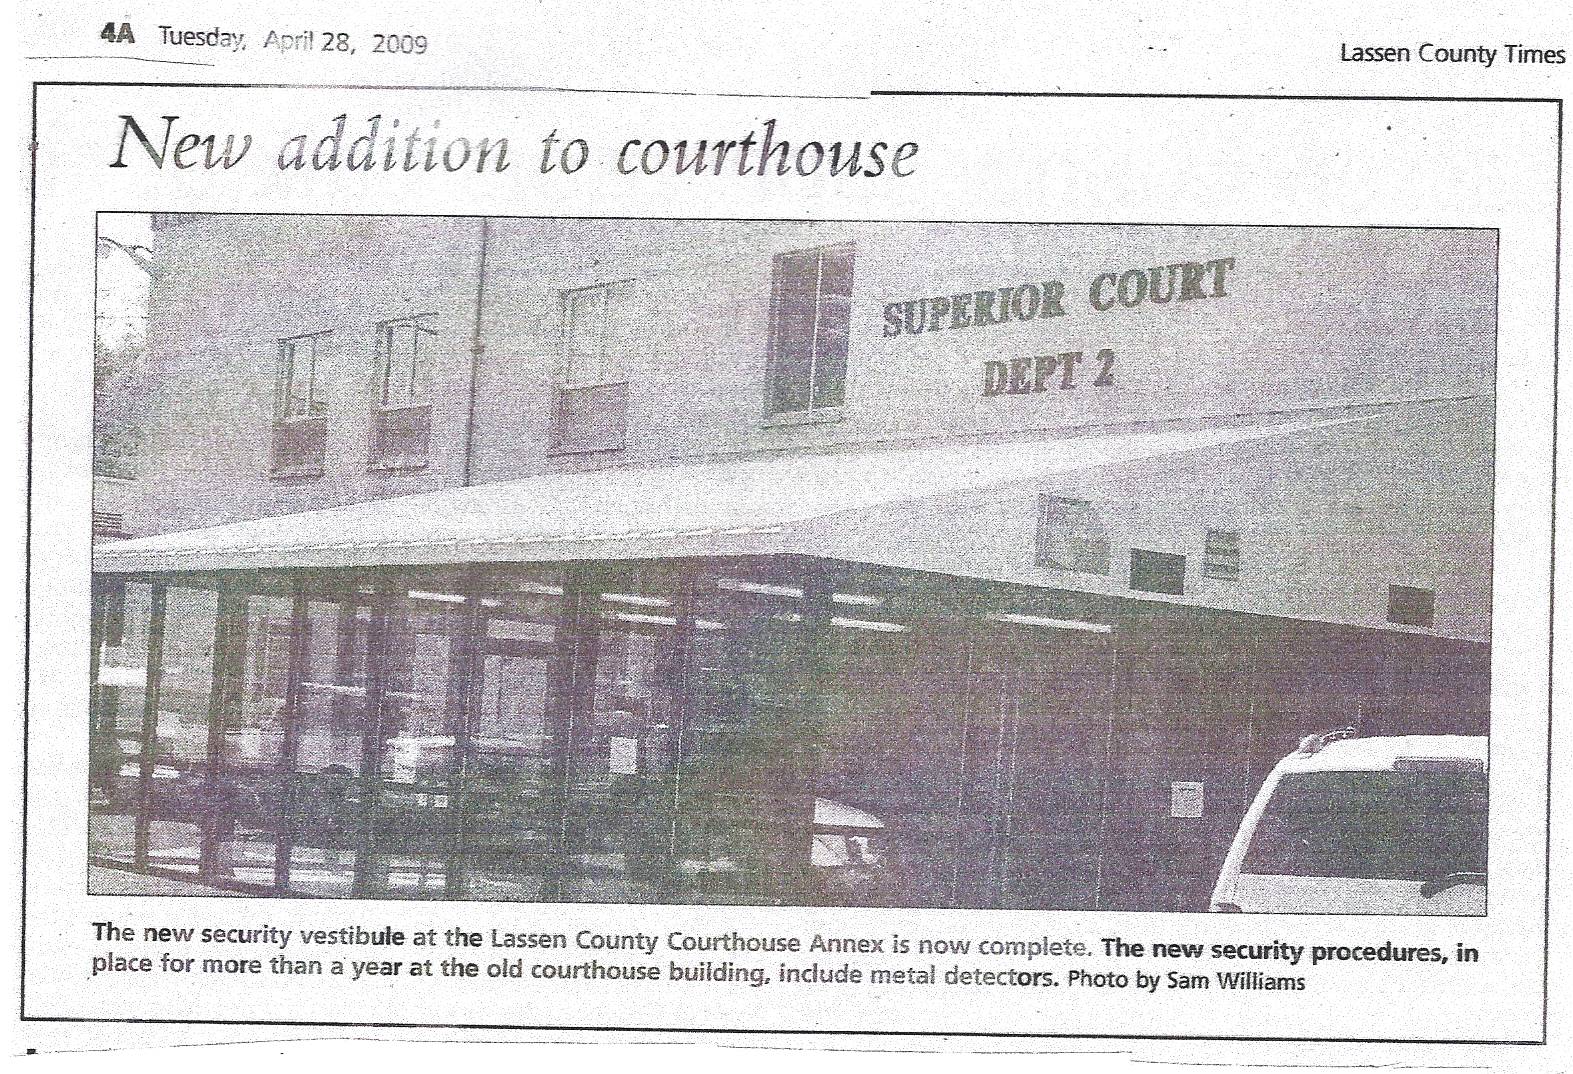 4A Tuesday, April 28, 2009
Lassen County Times
New addition to courthouse
SUPERIOR COURT
DEPT 2
The new security vestibule at the Lassen County Courthouse Annex is now complete. The new security procedures, in
place for more than a year at the old courthouse building, include metal detectors. Photo by Sam Williams